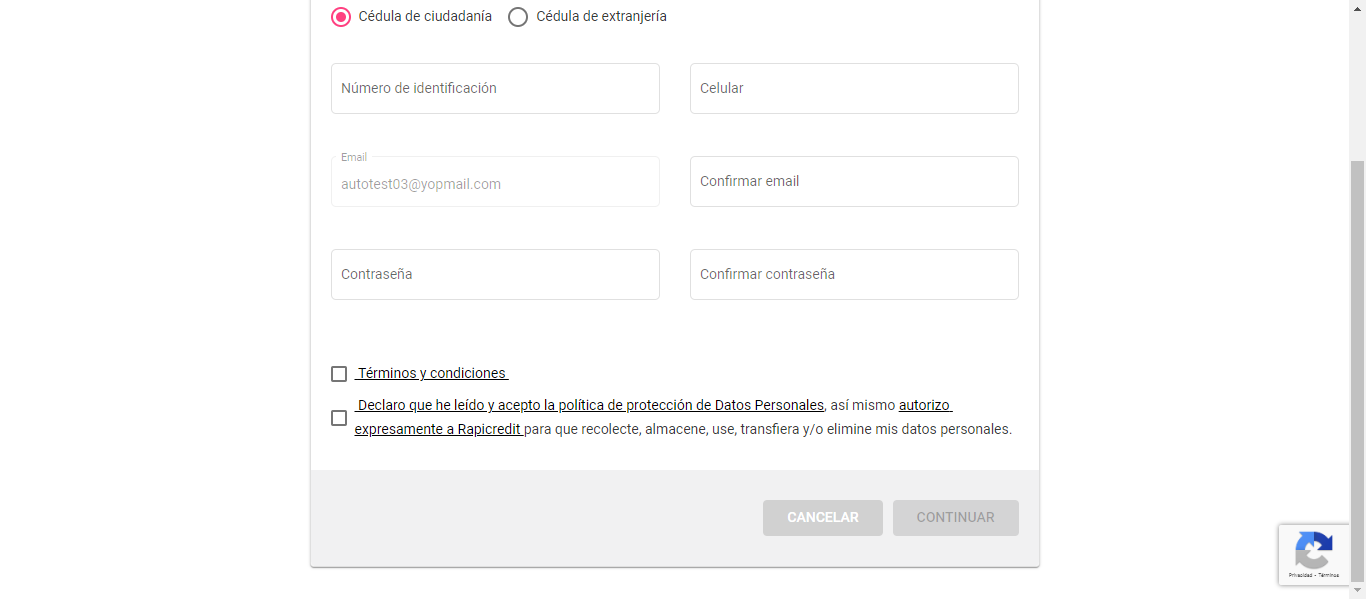 Cédula de ciudadanía Cédula de extranjería
Número de identificación Celular
Email
autotest03@yopmail.com Confirmar email
Contraseña Confirmar contraseña
Términos y condiciones
Declaro que he leído y acepto la política de protección de Datos Personales, así mismo autorizo
expresamente a Rapicredit para que recolecte, almacene, use, transfiera y/o elimine mis datos personales.
CANCELAR CONTINUAR
Privacidad - Términos